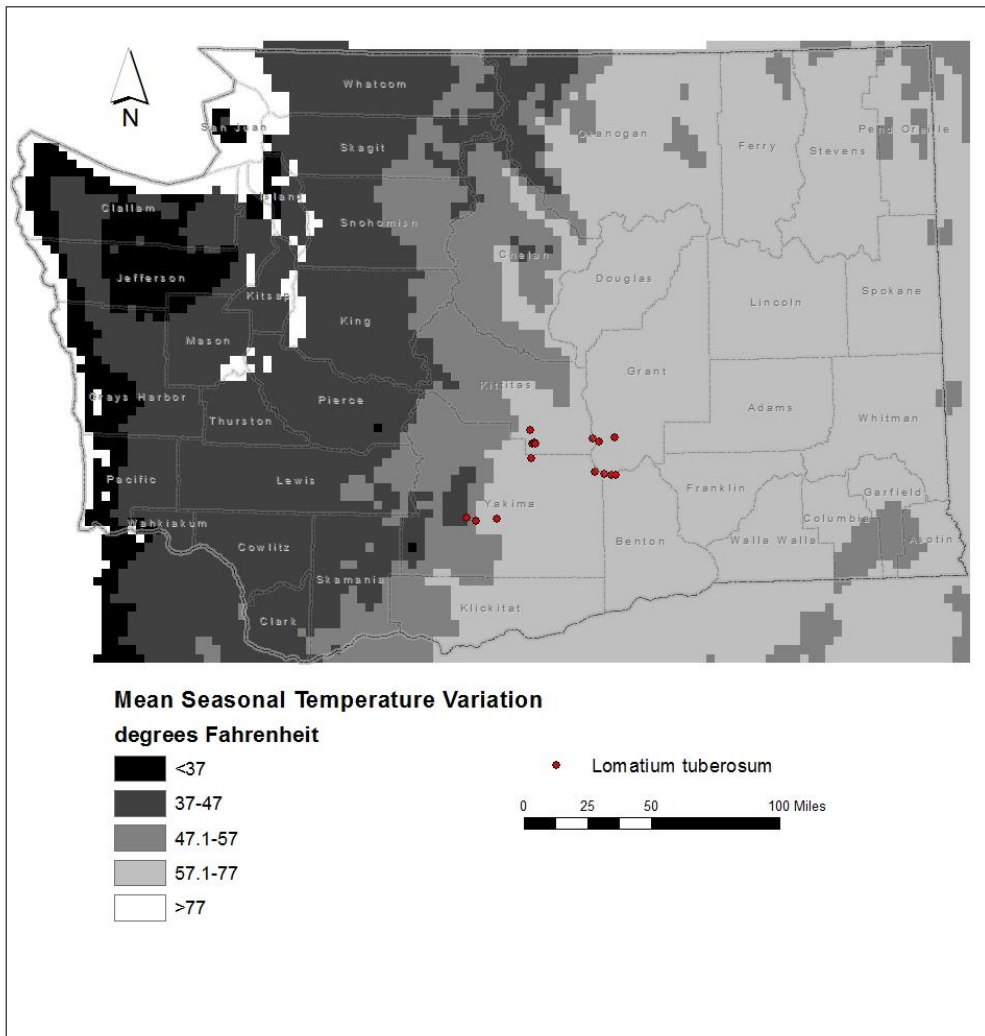 N
Whatcom
San Juan
Okanogan
Pend Oreille
Ferry
Stevens
Skagit
Island
Clallam
Snohomish
Chelan
Jefferson
Douglas
Kitsap
Lincoln
Spokane
King
Mason
Grant
Kittitas
Grays Harbor
Pierce
Adams
Whitman
Thurston
Pacific
Lewis
Yakima
Franklin
Garfield
Wahkiakum
Columbia
Cowlitz
Benton
Walla Walla
Asotin
Skamania
Klickitat
Clark
Mean Seasonal Temperature Variation
degrees Fahrenheit
<37
37-47
47.1-57
57.1-77
>77
Lomatium tuberosum
0 25 50 100 Miles